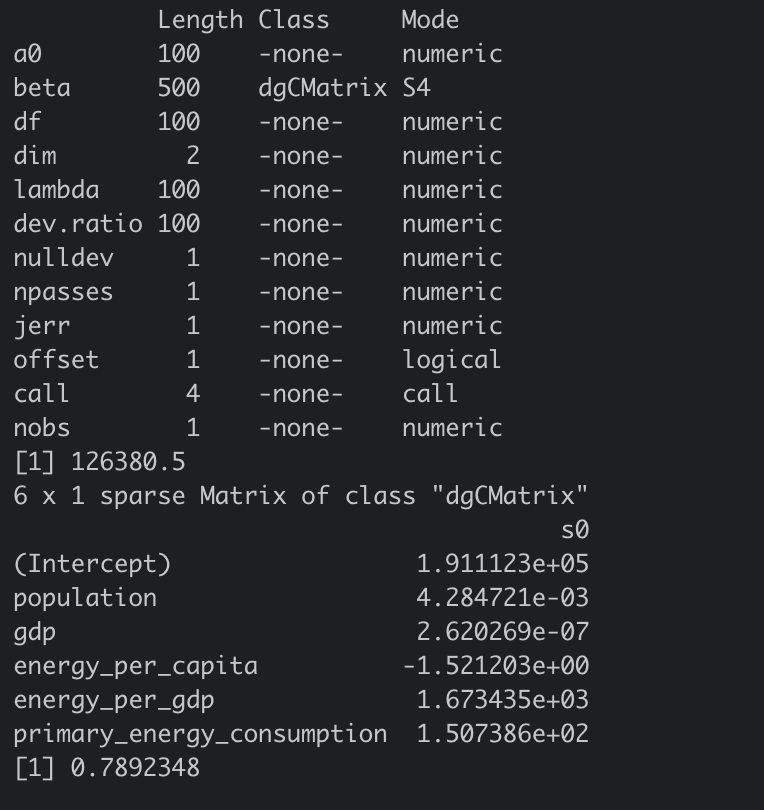 Length Class     Mode
a0        100    -none-    numeric
beta      500    dgCMatrix S4
df        100    -none-    numeric
dim         2    -none-    numeric
lambda    100    -none-    numeric
dev.ratio 100    -none-    numeric
nulldev     1    -none-    numeric
npasses     1    -none-    numeric
jerr        1    -none-    numeric
offset      1    -none-    logical
call        4    -none-    call
nobs        1    -none-    numeric
[1] 126380.5
6 x 1 sparse Matrix of class "dgCMatrix"
                                      s0
(Intercept)                 1.911123e+05
population                  4.284721e-03
gdp                         2.620269e-07
energy_per_capita          -1.521203e+00
energy_per_gdp              1.673435e+03
primary_energy_consumption  1.507386e+02
[1] 0.7892348